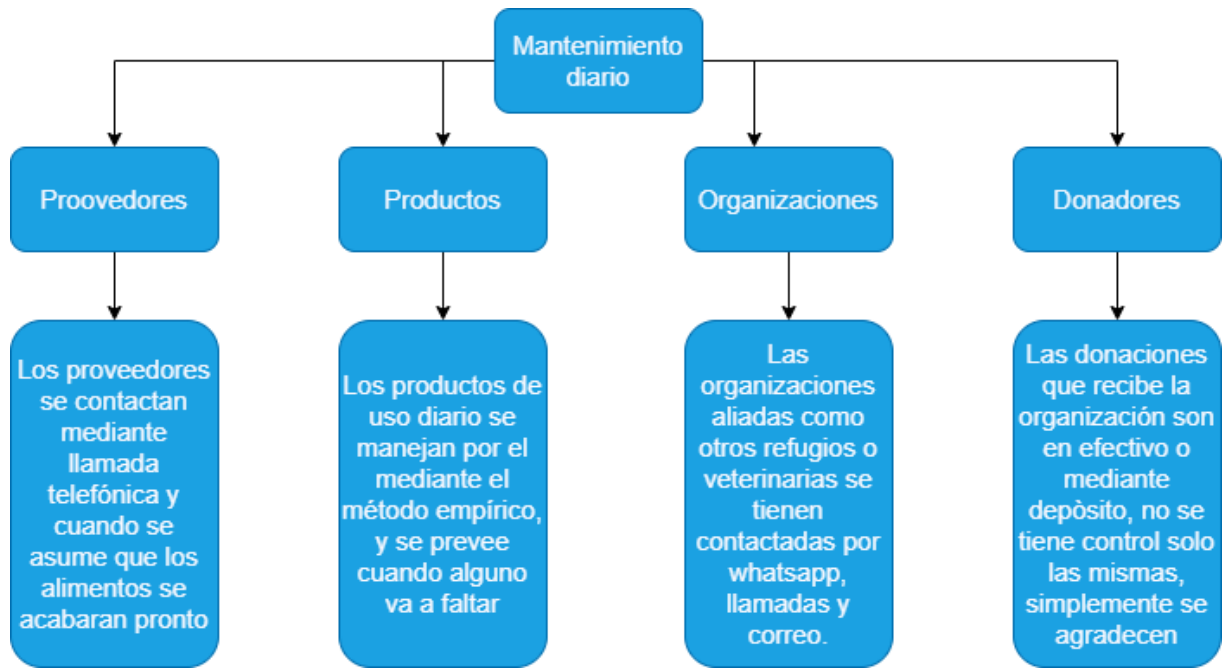 Mantenimiento
diario
Proovedores
Productos
Organizaciones
Donadores
Los proveedores
se contactan
mediante
llamada
telefónica y
cuando se
asume que los
alimentos se
acabaran pronto
Los productos de
uso diario se
manejan por el
mediante el
método empírico,
y se prevee
cuando alguno
va a faltar
Las
organizaciones
aliadas como
otros refugios o
veterinarias se
tienen
contactadas por
whatsapp,
llamadas y
correo.
Las donaciones
que recibe la
organización son
en efectivo o
mediante
depòsito, no se
tiene control solo
las mismas,
simplemente se
agradecen